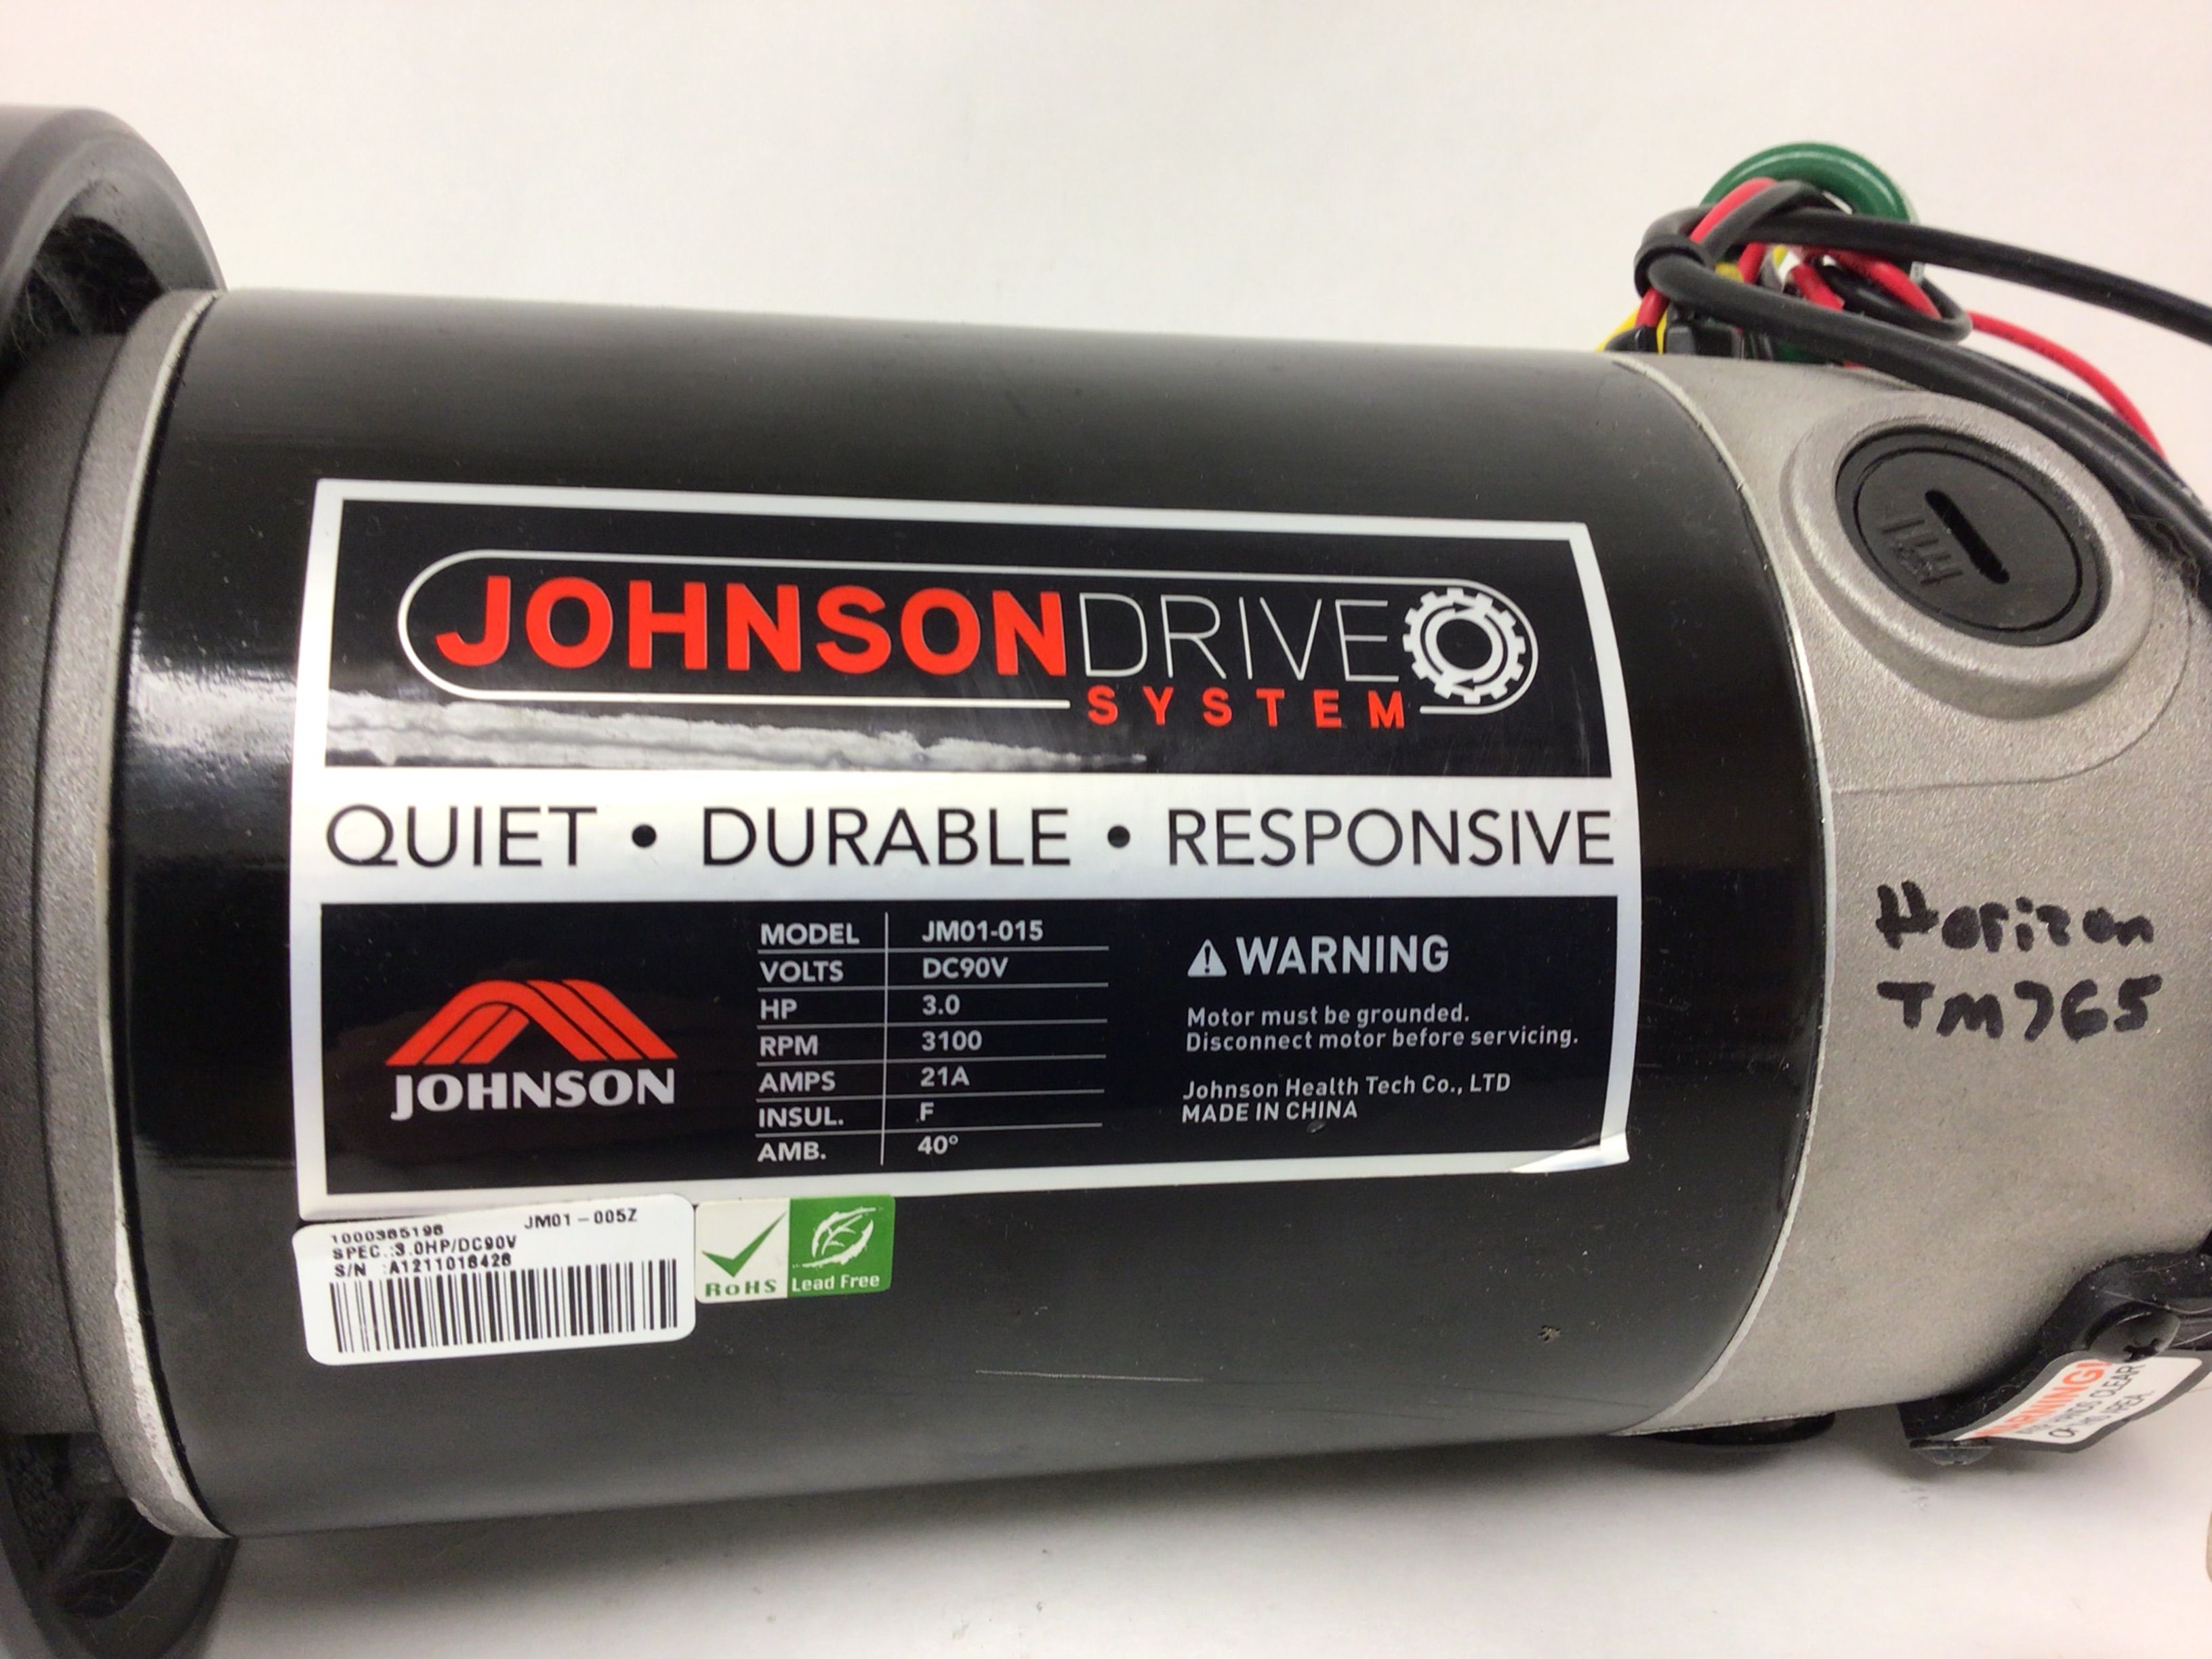 JOHNSONDRIVE
SYSTEM
QUIET • DURABLE • RESPONSIVE
JOHNSON
MODEL JM01-015
VOLTS DC90V
HP 3.0
RPM 3100
AMPS 21A
INSUL. F
AMB. 40°
WARNING
Motor must be grounded.
Disconnect motor before servicing.
Johnson Health Tech Co., LTD
MADE IN CHINA
1000385198 JM01-005Z
SPEC.:3.0HP/DC90V
S/N :A1211018428
RoHS
Lead Free
Horizon
TM765
CLEAR
AREA.